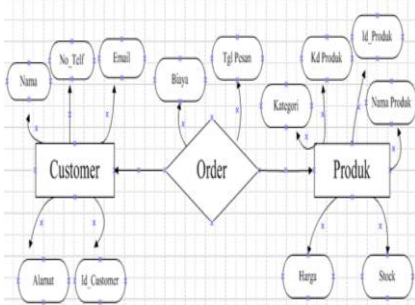 Id_Produk
No_Telf
Email
Tgl Pesan
Kd Produk
Nama
Biaya
Kategori
Nama Produk
Customer
Order
Produk
Alamat
Id_Customer
Harga
Stock